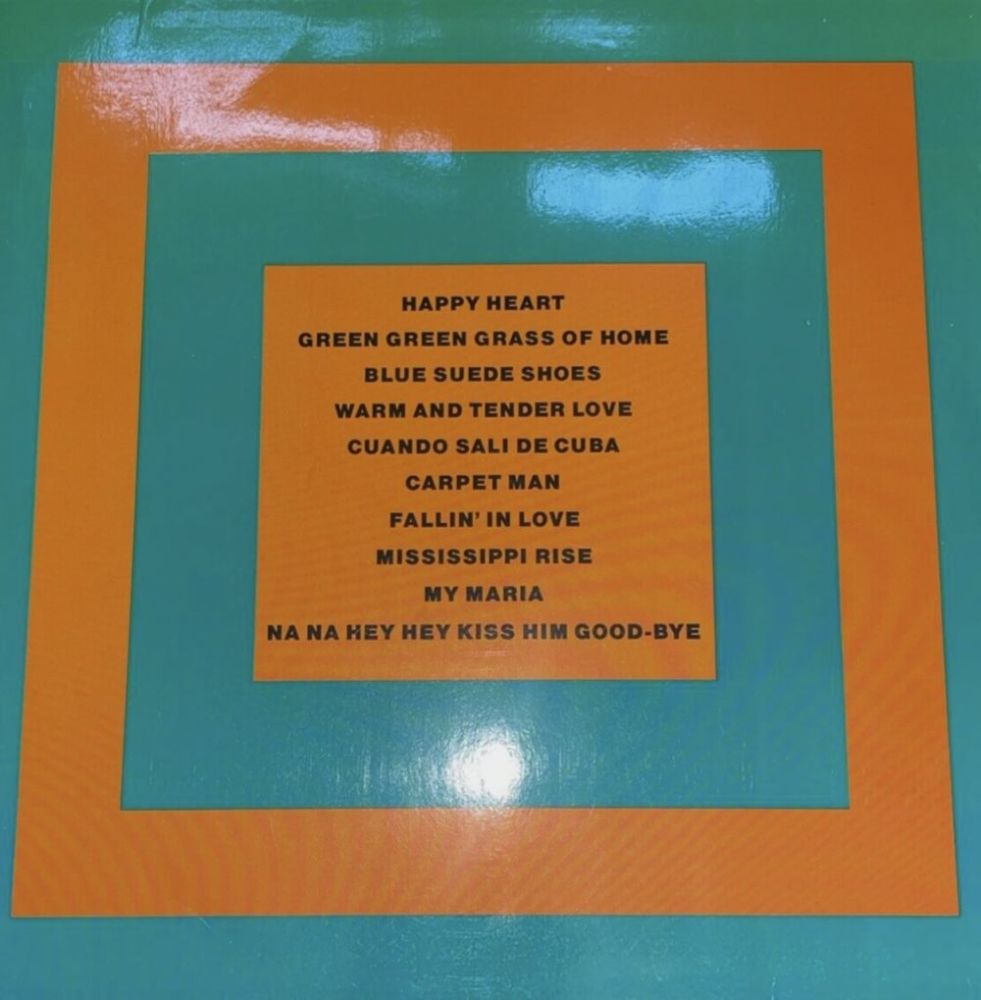 HAPPY HEART
GREEN GREEN GRASS OF HOME
BLUE SUEDE SHOES
WARM AND TENDER LOVE
CUANDO SALI DE CUBA
CARPET MAN
FALLIN' IN LOVE
MISSISSIPPI RISE
MY MARIA
NA NA HEY HEY KISS HIM GOOD-BYE